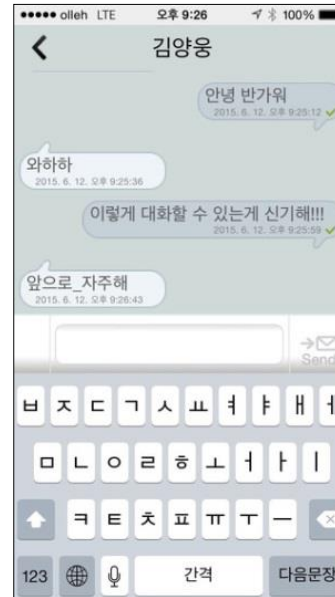 olleh LTE 오후 9:26 100%
김양웅
안녕 반가워
2015. 6. 12. 오후 9:25:12
와하하
2015. 6. 12. 오후 9:25:36
이렇게 대화할 수 있는게 신기해!!!
2015. 6. 12. 오후 9:25:59
앞으로_자주해
2015. 6. 12. 오후 9:26:43
Send
ㅂ ㅈ ㄷ ㄱ ㅅ ㅛ ㅕ ㅑ ㅐ ㅔ
ㅁ ㄴ ㅇ ㄹ ㅎ ㅗ ㅓ ㅏ ㅣ
ㅋ ㅌ ㅊ ㅍ ㅠ ㅜ ㅡ
123 간격 다음문장